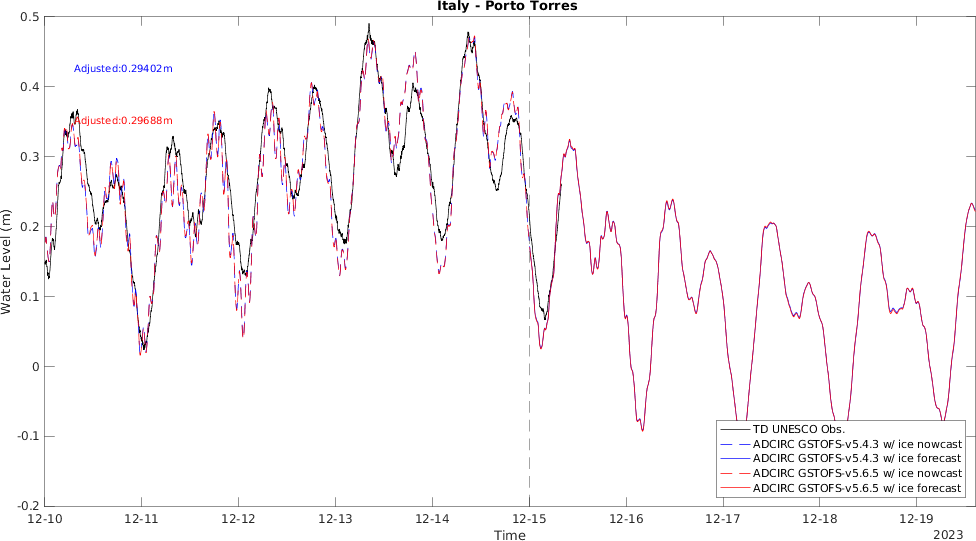 Italy - Porto Torres
Adjusted:0.29402m
Adjusted:0.29688m
Water Level (m)
0.5
0.4
0.3
0.2
0.1
0
-0.1
-0.2
TD UNESCO Obs.
ADCIRC GSTOFS-v5.4.3 w/ ice nowcast
ADCIRC GSTOFS-v5.4.3 w/ ice forecast
ADCIRC GSTOFS-v5.6.5 w/ ice nowcast
ADCIRC GSTOFS-v5.6.5 w/ ice forecast
12-10 12-11 12-12 12-13 12-14 12-15 12-16 12-17 12-18 12-19
Time
2023